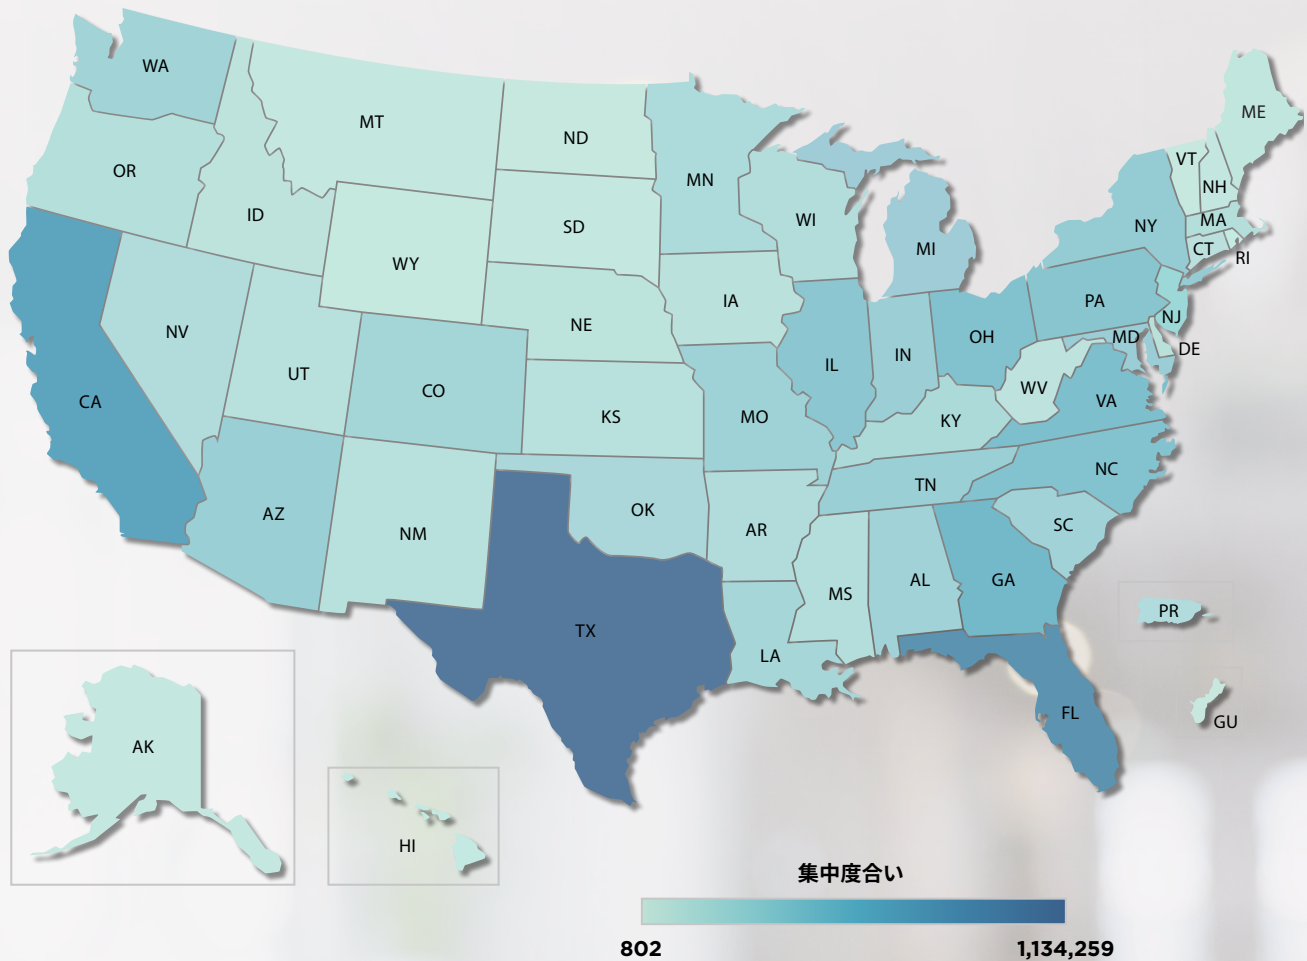 WA
MT
ND
ME
OR
ID
MN
VT
NH
SD
WI
MA
NY
MI
CT
RI
WY
IA
PA
NE
NJ
NV
OH
MD
DE
IN
UT
IL
CO
WV
CA
VA
KS
MO
KY
NC
TN
AZ
OK
SC
NM
AR
AL
GA
MS
PR
TX
LA
FL
GU
AK
HI
集中度合い
802 1,134,259